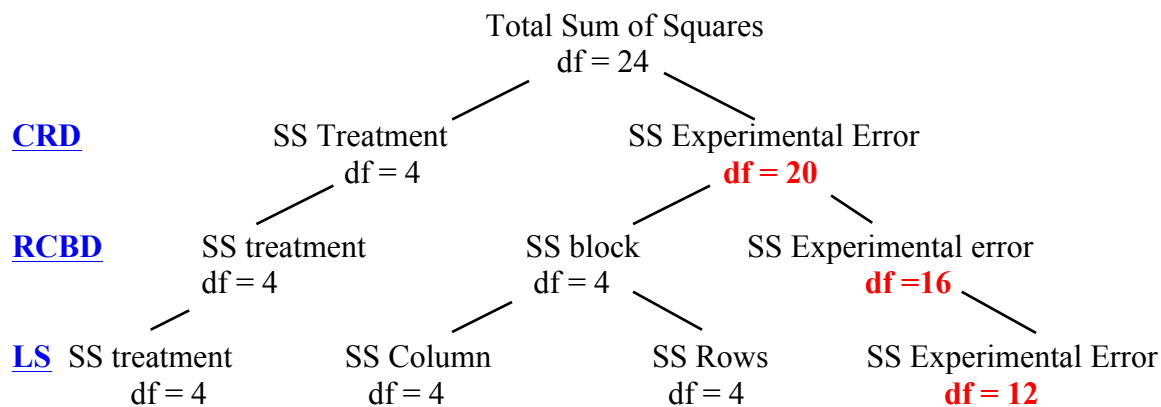 Total Sum of Squares
df = 24
CRD SS Treatment SS Experimental Error
df = 4 df = 20
RCBD SS treatment SS block SS Experimental error
df = 4 df = 4 df =16
LS SS treatment SS Column SS Rows SS Experimental Error
df = 4 df = 4 df = 4 df = 12